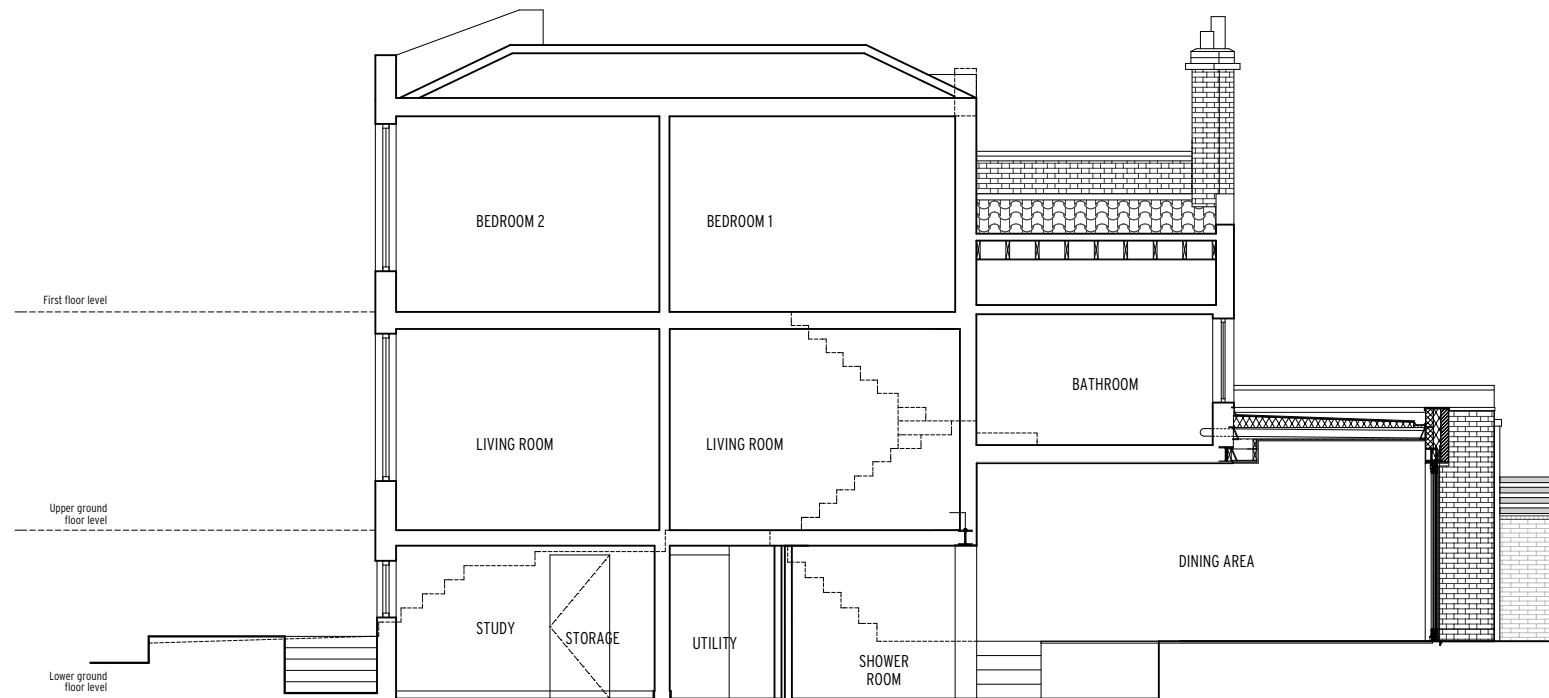 BEDROOM 2
BEDROOM 1
First floor level
BATHROOM
LIVING ROOM
LIVING ROOM
Upper ground
floor level
DINING AREA
STUDY
STORAGE
UTILITY
SHOWER
ROOM
Lower ground
floor level